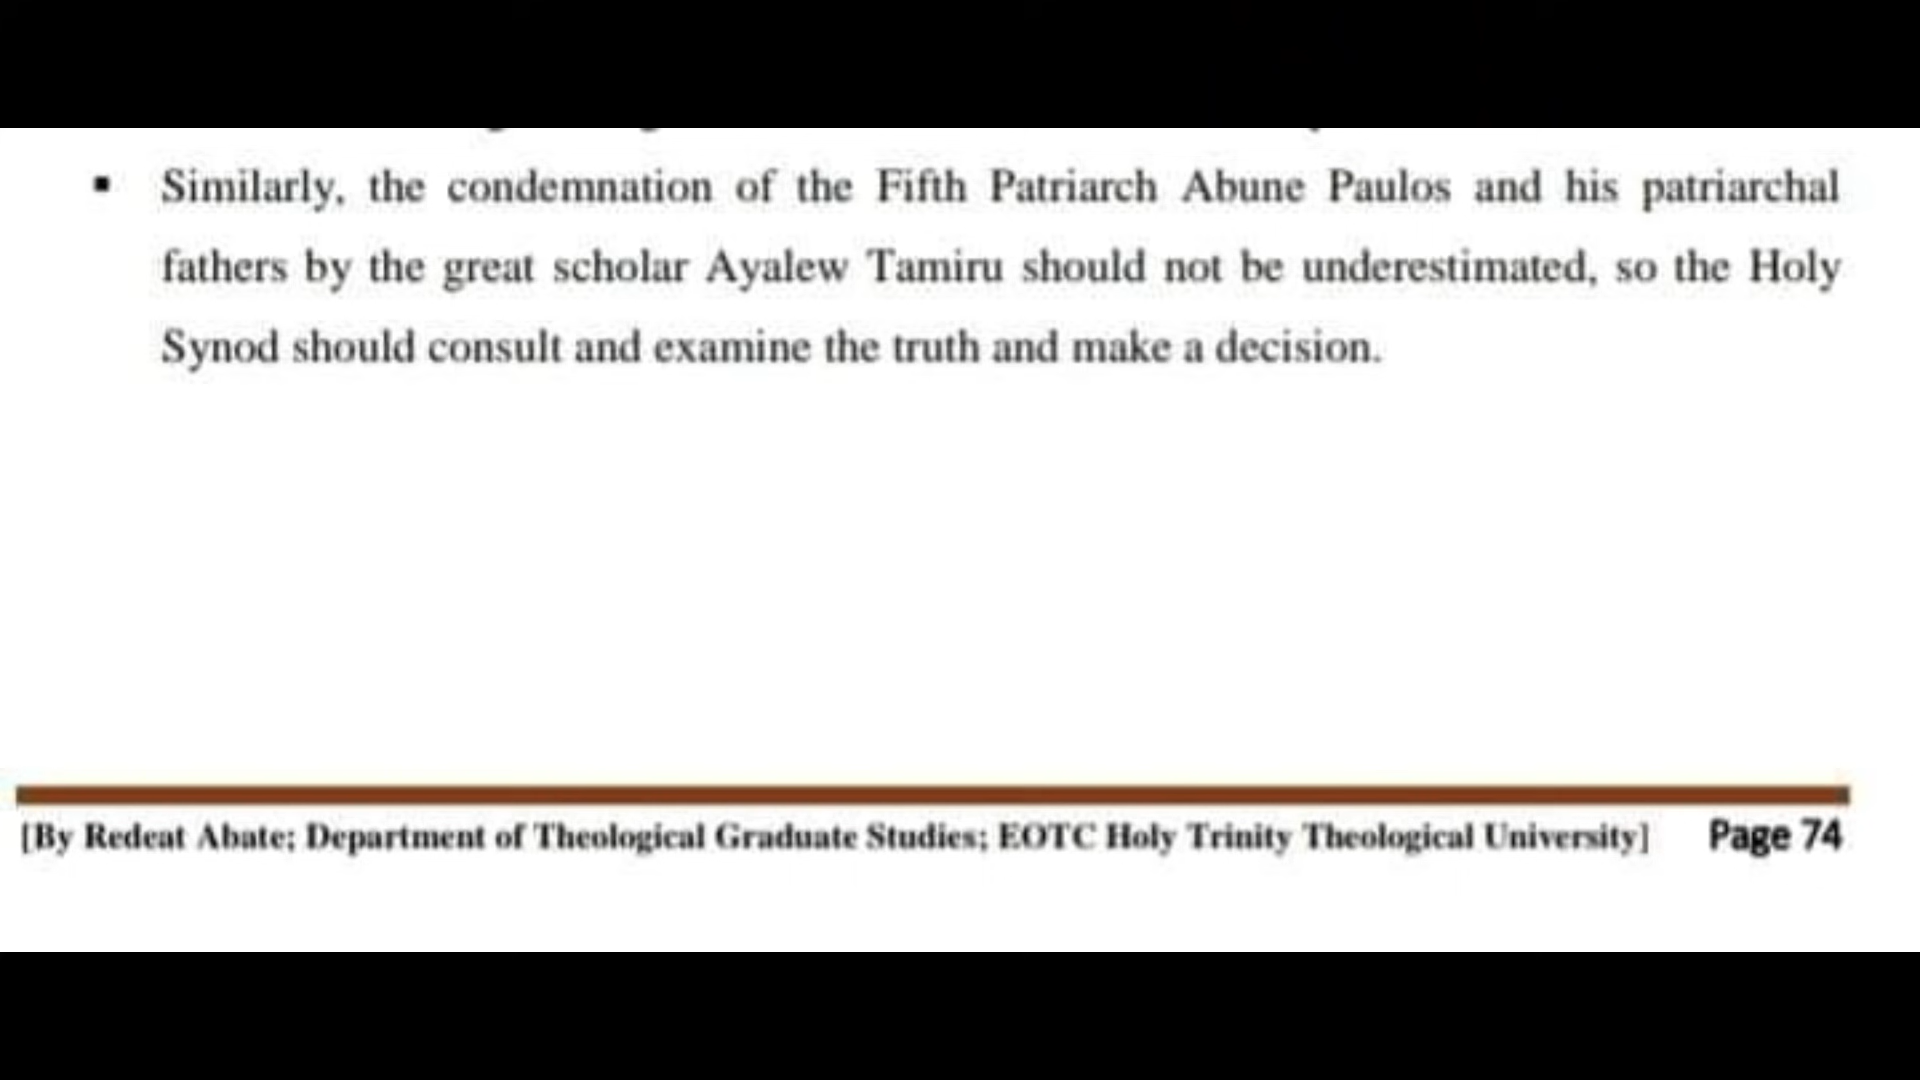 ▪ Similarly, the condemnation of the Fifth Patriarch Abune Paulos and his patriarchal
fathers by the great scholar Ayalew Tamiru should not be underestimated, so the Holy
Synod should consult and examine the truth and make a decision.
[By Redeat Abate; Department of Theological Graduate Studies; EOTC Holy Trinity Theological University] Page 74